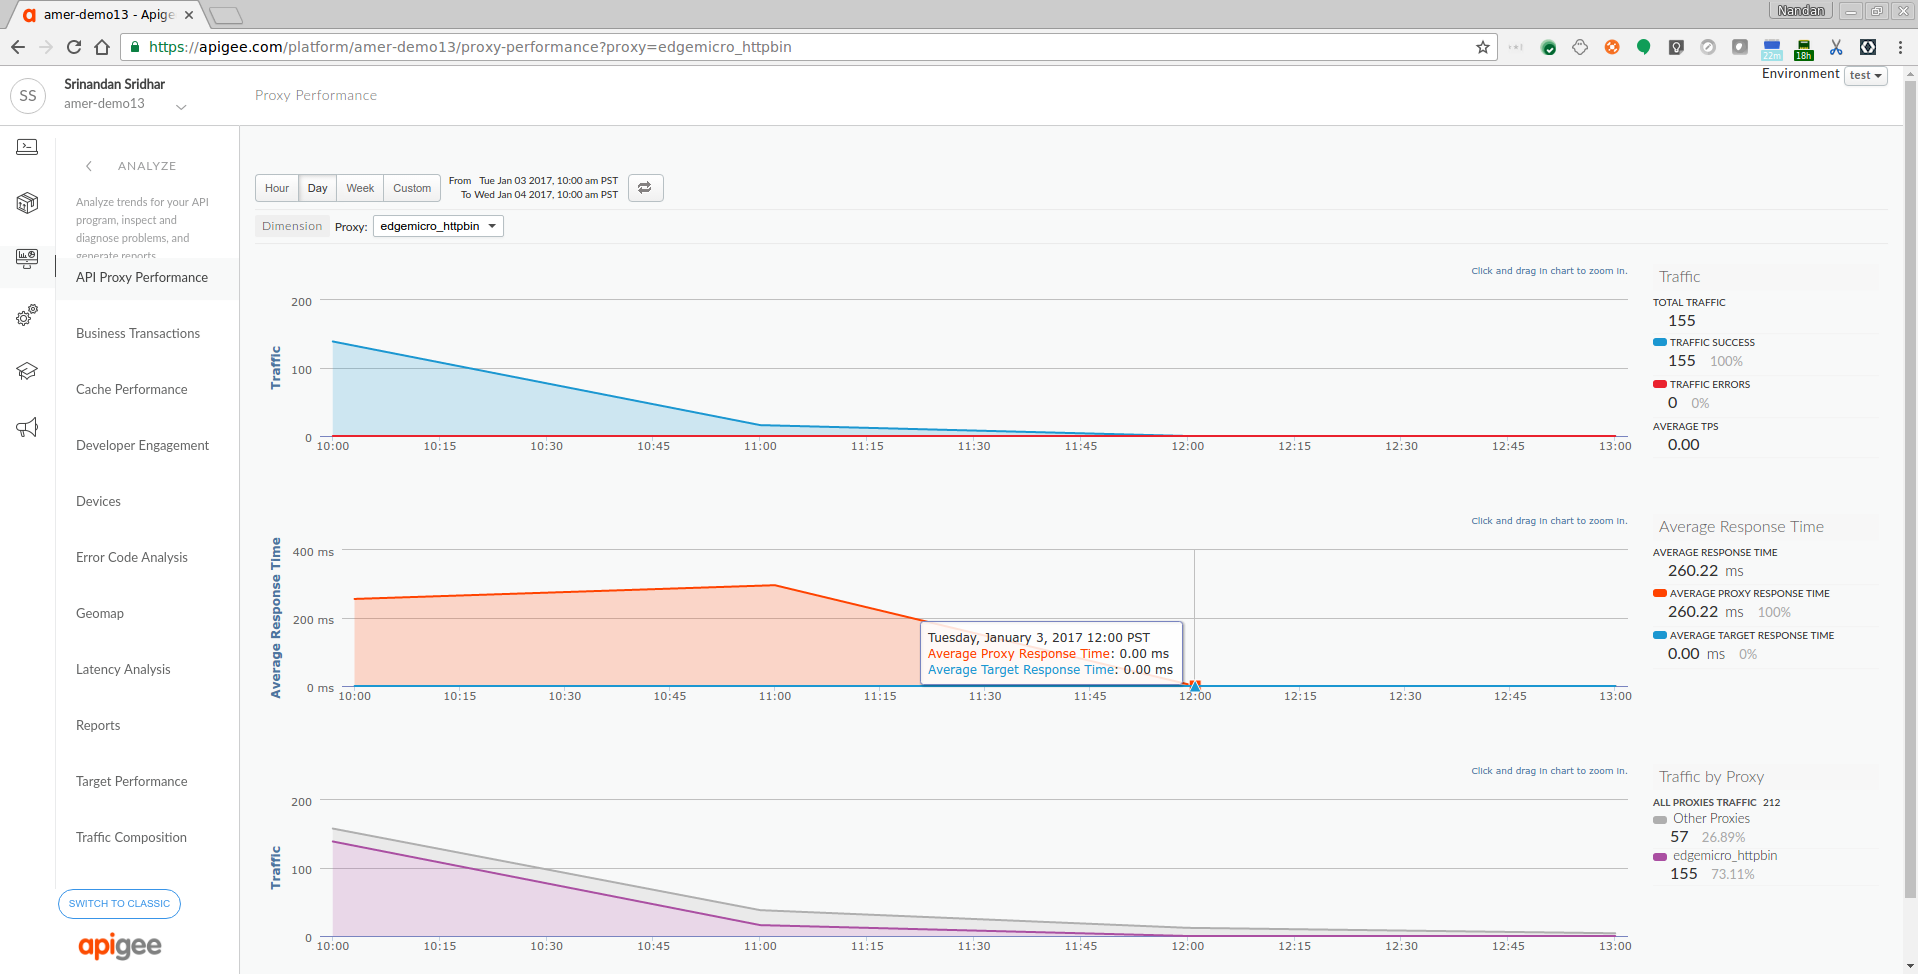 amer-demo13 - Apige
Nandan
https://apigee.com/platform/amer-demo13/proxy-performance?proxy=edgemicro_httpbin
22m
18h
SS
Srinandan Sridhar
amer-demo13
Proxy Performance
Environment test
ANALYZE
Analyze trends for your API
program, inspect and
diagnose problems, and
generate reports
API Proxy Performance
Business Transactions
Cache Performance
Developer Engagement
Devices
Error Code Analysis
Geomap
Latency Analysis
Reports
Target Performance
Traffic Composition
SWITCH TO CLASSIC
apigee
Hour Day Week Custom
From Tue Jan 03 2017, 10:00 am PST
To Wed Jan 04 2017, 10:00 am PST
Dimension Proxy: edgemicro_httpbin
Click and drag in chart to zoom in.
Traffic
200
100
0
10:00 10:15 10:30 10:45 11:00 11:15 11:30 11:45 12:00 12:15 12:30 12:45 13:00
Traffic
TOTAL TRAFFIC
155
TRAFFIC SUCCESS
155 100%
TRAFFIC ERRORS
0 0%
AVERAGE TPS
0.00
Click and drag in chart to zoom in.
Average Response Time
400 ms
200 ms
0 ms
Tuesday, January 3, 2017 12:00 PST
Average Proxy Response Time: 0.00 ms
Average Target Response Time: 0.00 ms
10:00 10:15 10:30 10:45 11:00 11:15 11:30 11:45 12:00 12:15 12:30 12:45 13:00
Average Response Time
AVERAGE RESPONSE TIME
260.22 ms
AVERAGE PROXY RESPONSE TIME
260.22 ms 100%
AVERAGE TARGET RESPONSE TIME
0.00 ms 0%
Click and drag in chart to zoom in.
Traffic
200
100
0
10:00 10:15 10:30 10:45 11:00 11:15 11:30 11:45 12:00 12:15 12:30 12:45 13:00
Traffic by Proxy
ALL PROXIES TRAFFIC 212
Other Proxies
57 26.89%
edgemicro_httpbin
155 73.11%